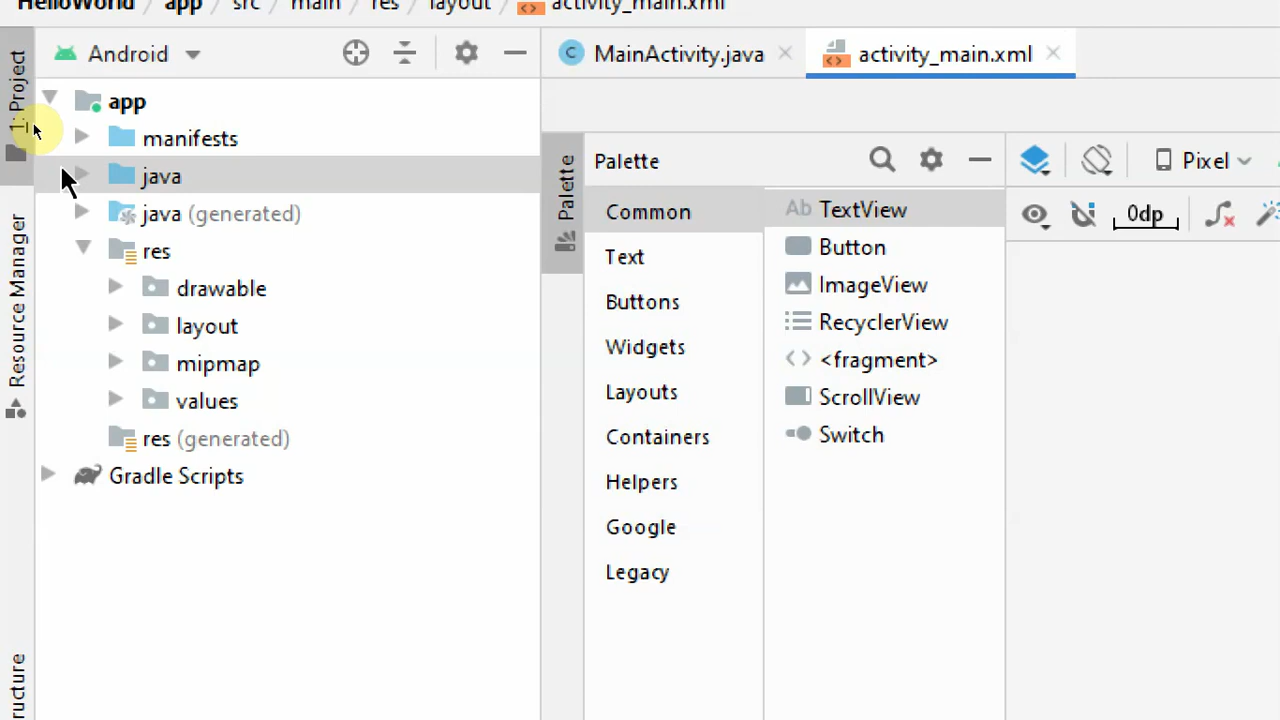 HelloWorld app src main res layout activity_main.xml
Android
MainActivity.java
activity_main.xml
1: Project
Resource Manager
app
manifests
java
java (generated)
res
drawable
layout
mipmap
values
res (generated)
Gradle Scripts
Palette
Palette
Common
Text
Buttons
Widgets
Layouts
Containers
Helpers
Google
Legacy
Ab TextView
Button
ImageView
RecyclerView
<fragment>
ScrollView
Switch
Pixel
0dp
ructure